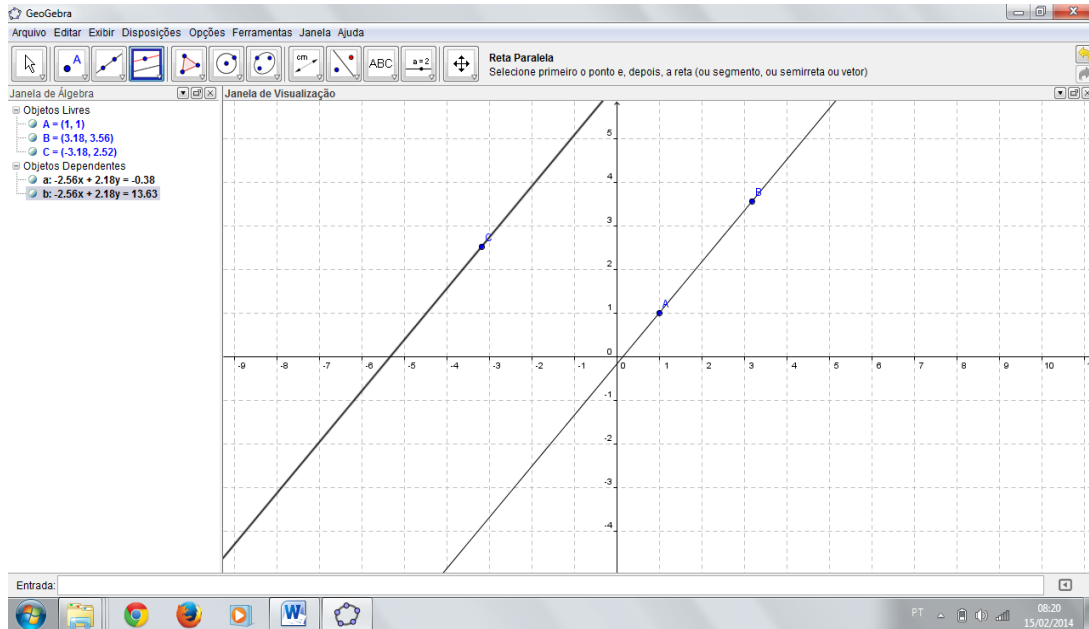 GeoGebra
Arquivo Editar Exibir Disposições Opções Ferramentas Janela Ajuda
A
cm
ABC
a=2
Reta Paralela
Selecione primeiro o ponto e, depois, a reta (ou segmento, ou semirreta ou vetor)
Janela de Álgebra
Janela de Visualização
Objetos Livres
A = (1, 1)
B = (3.18, 3.56)
C = (-3.18, 2.52)
Objetos Dependentes
a: -2.56x + 2.18y = -0.38
b: -2.56x + 2.18y = 13.63
5
4
3
2
1
0
-1
-2
-3
-4
-9 -8 -7 -6 -5 -4 -3 -2 -1 0 1 2 3 4 5 6 7 8 9 10
C
B
A
Entrada:
W
PT
08:20
15/02/2014